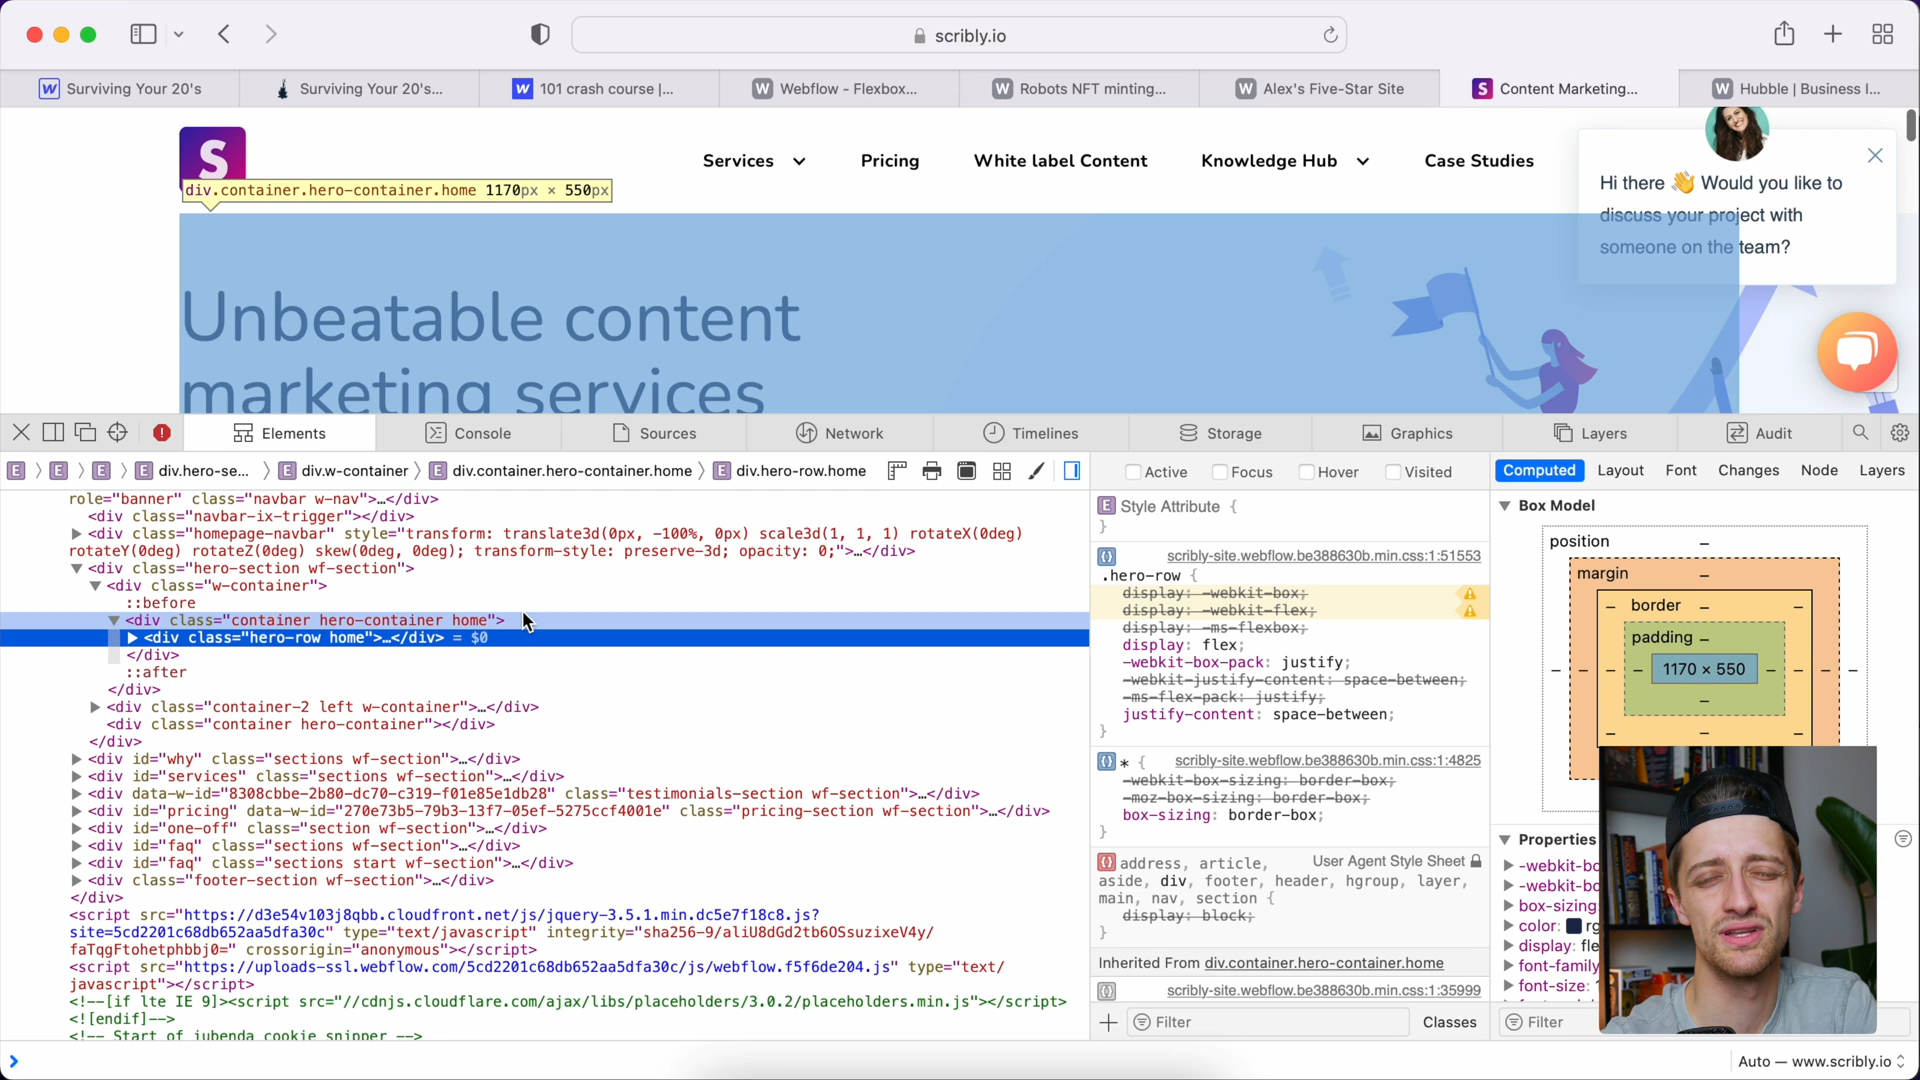 scribly.io
Surviving Your 20's
Surviving Your 20's...
101 crash course |...
Webflow - Flexbox...
Robots NFT minting...
Alex's Five-Star Site
Content Marketing...
Hubble | Business I...
S
Services
Pricing
White label Content
Knowledge Hub
Case Studies
div.container.hero-container.home 1170px × 550px
Hi there 👋 Would you like to
discuss your project with
someone on the team?
Unbeatable content
marketing services
Elements
Console
Sources
Network
Timelines
Storage
Graphics
Layers
Audit
E 〉 E 〉 E 〉 E div.hero-se... 〉 E div.w-container 〉 E div.container.hero-container.home 〉 E div.hero-row.home
role="banner" class="navbar w-nav">…</div>
<div class="navbar-ix-trigger"></div>
<div class="homepage-navbar" style="transform: translate3d(0px, -100%, 0px) scale3d(1, 1, 1) rotateX(0deg)
rotateY(0deg) rotateZ(0deg) skew(0deg, 0deg); transform-style: preserve-3d; opacity: 0;">…</div>
<div class="hero-section wf-section">
<div class="w-container">
::before
<div class="container hero-container home">
<div class="hero-row home">…</div> = $0
</div>
::after
</div>
<div class="container-2 left w-container">…</div>
<div class="container hero-container"></div>
</div>
<div id="why" class="sections wf-section">…</div>
<div id="services" class="sections wf-section">…</div>
<div data-w-id="8308cbbe-2b80-dc70-c319-f01e85e1db28" class="testimonials-section wf-section">…</div>
<div id="pricing" data-w-id="270e73b5-79b3-13f7-05ef-5275ccf4001e" class="pricing-section wf-section">…</div>
<div id="one-off" class="section wf-section">…</div>
<div id="faq" class="sections wf-section">…</div>
<div id="faq" class="sections start wf-section">…</div>
<div class="footer-section wf-section">…</div>
</div>
<script src="https://d3e54v103j8qbb.cloudfront.net/js/jquery-3.5.1.min.dc5e7f18c8.js?
site=5cd2201c68db652aa5dfa30c" type="text/javascript" integrity="sha256-9/aliU8dGd2tb6OSsuzixeV4y/
faTqgFtohetphbbj0=" crossorigin="anonymous"></script>
<script src="https://uploads-ssl.webflow.com/5cd2201c68db652aa5dfa30c/js/webflow.f5f6de204.js" type="text/
javascript"></script>
<!--[if lte IE 9]><script src="//cdnjs.cloudflare.com/ajax/libs/placeholders/3.0.2/placeholders.min.js"></script>
<![endif]-->
<!-- Start of jubenda cookie snipper -->
Active
Focus
Hover
Visited
E Style Attribute {
}
scribly-site.webflow.be388630b.min.css:1:51553
.hero-row {
display: -webkit-box;
display: -webkit-flex;
display: -ms-flexbox;
display: flex;
-webkit-box-pack: justify;
-webkit-justify-content: space-between;
-ms-flex-pack: justify;
justify-content: space-between;
}
* { scribly-site.webflow.be388630b.min.css:1:4825
-webkit-box-sizing: border-box;
-moz-box-sizing: border-box;
box-sizing: border-box;
}
address, article, User Agent Style Sheet
aside, div, footer, header, hgroup, layer,
main, nav, section {
display: block;
}
Inherited From div.container.hero-container.home
scribly-site.webflow.be388630b.min.css:1:35999
Filter
Classes
Computed
Layout
Font
Changes
Node
Layers
Box Model
position –
margin –
border –
padding –
1170 × 550
Properties
-webkit-bo
-webkit-bo
box-sizing
color: rg
display: fle
font-family
font-size: 1
Filter
Auto — www.scribly.io